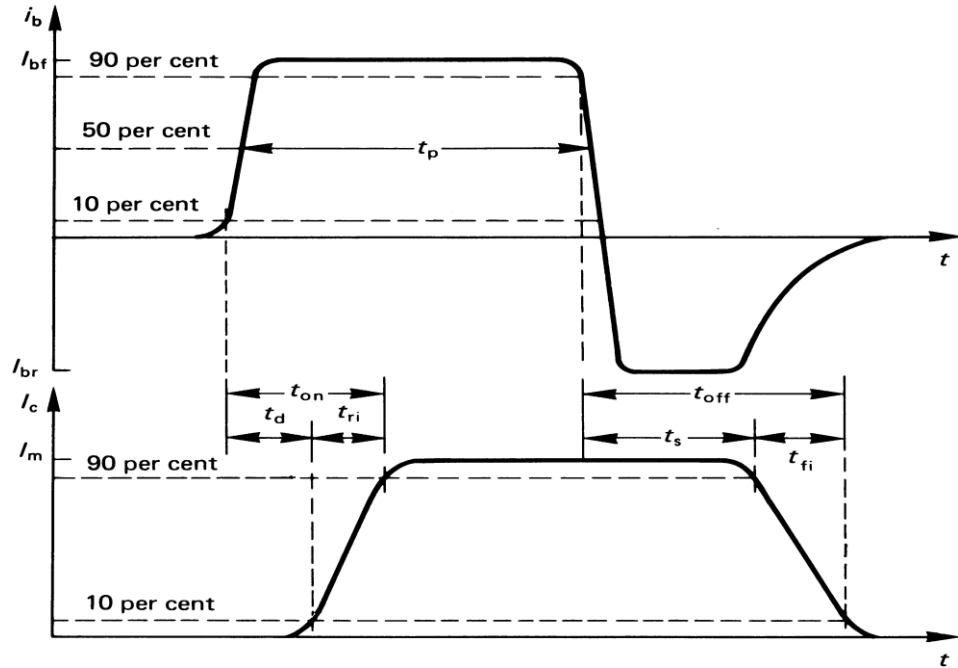 i_b
I_bf
90 per cent
50 per cent
t_p
10 per cent
t
I_br
I_c
t_on
t_off
t_d
t_ri
t_s
t_fi
I_m
90 per cent
10 per cent
t